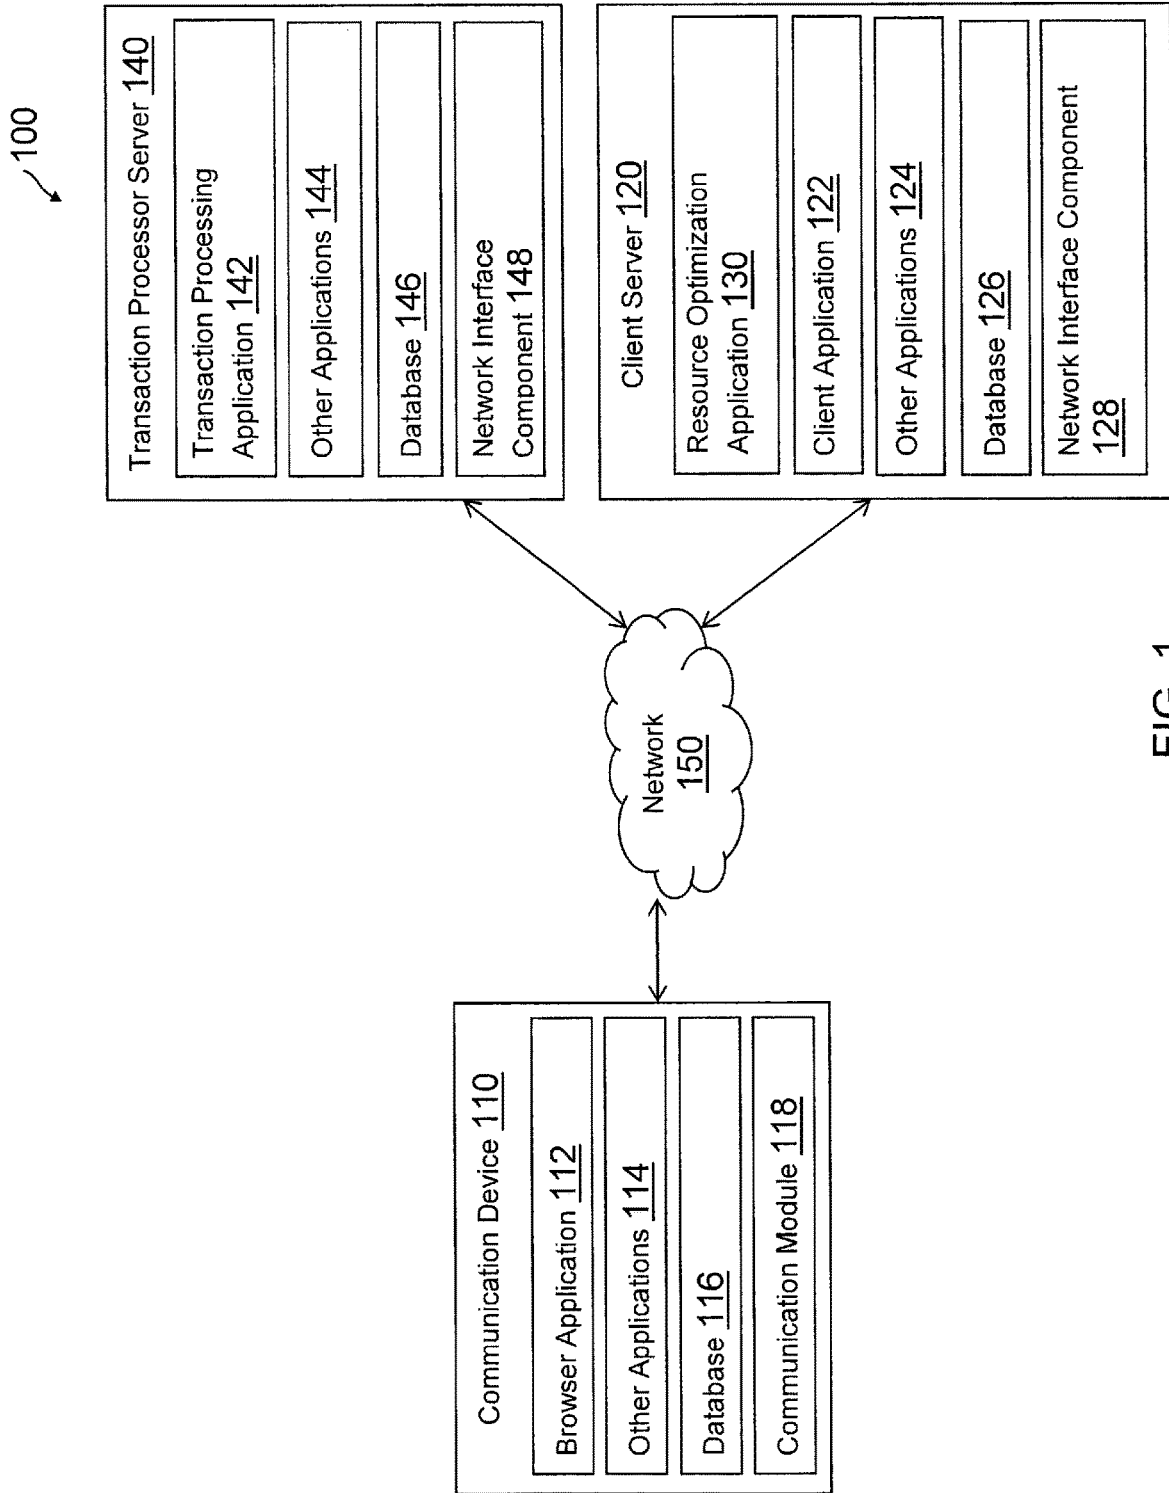 100
Communication Device 110
Browser Application 112
Other Applications 114
Database 116
Communication Module 118
Network
150
Transaction Processor Server 140
Transaction Processing
Application 142
Other Applications 144
Database 146
Network Interface
Component 148
Client Server 120
Resource Optimization
Application 130
Client Application 122
Other Applications 124
Database 126
Network Interface Component
128
FIG. 1